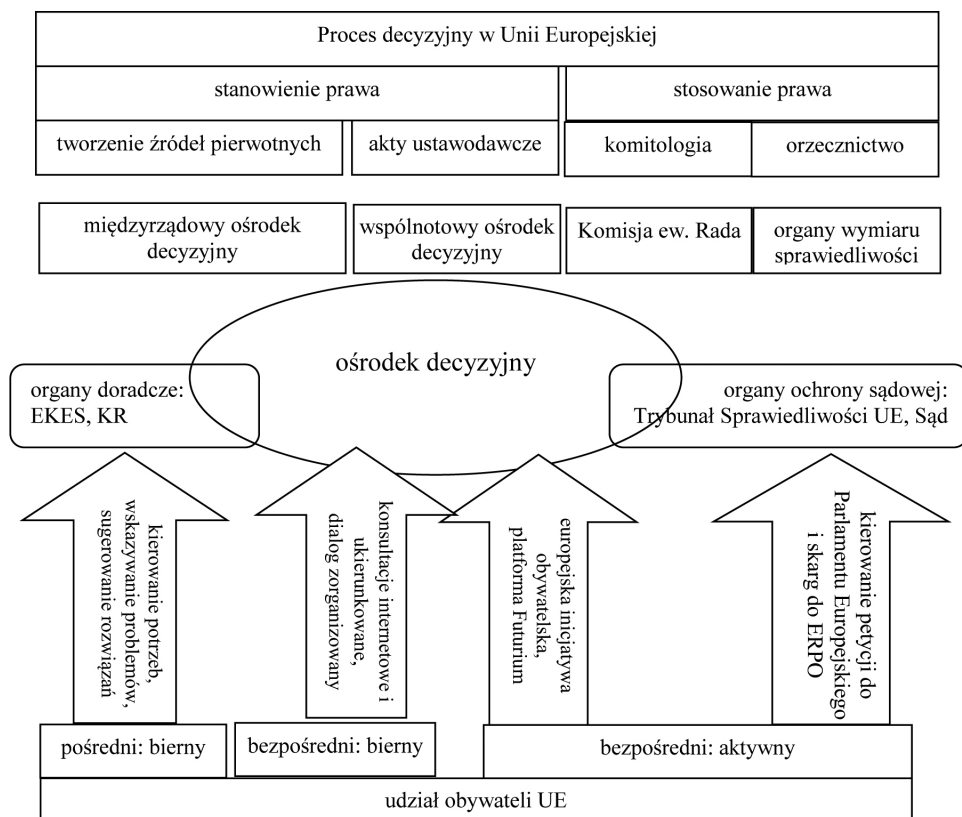 Proces decyzyjny w Unii Europejskiej
stanowienie prawa
stosowanie prawa
tworzenie źródeł pierwotnych
akty ustawodawcze
komitologia
orzecznictwo
międzyrządowy ośrodek
decyzyjny
wspólnotowy ośrodek
decyzyjny
Komisja ew. Rada
organy wymiaru
sprawiedliwości
ośrodek decyzyjny
organy doradcze:
EKES, KR
organy ochrony sądowej:
Trybunał Sprawiedliwości UE, Sąd
kierowanie potrzeb,
wskazywanie problemów,
sugerowanie rozwiązań
konsultacje internetowe i
ukierunkowane,
dialog zorganizowany
europejska inicjatywa
obywatelska,
platforma Futurium
kierowanie petycji do
Parlamentu Europejskiego
i skarg do ERPO
pośredni: bierny
bezpośredni: bierny
bezpośredni: aktywny
udział obywateli UE